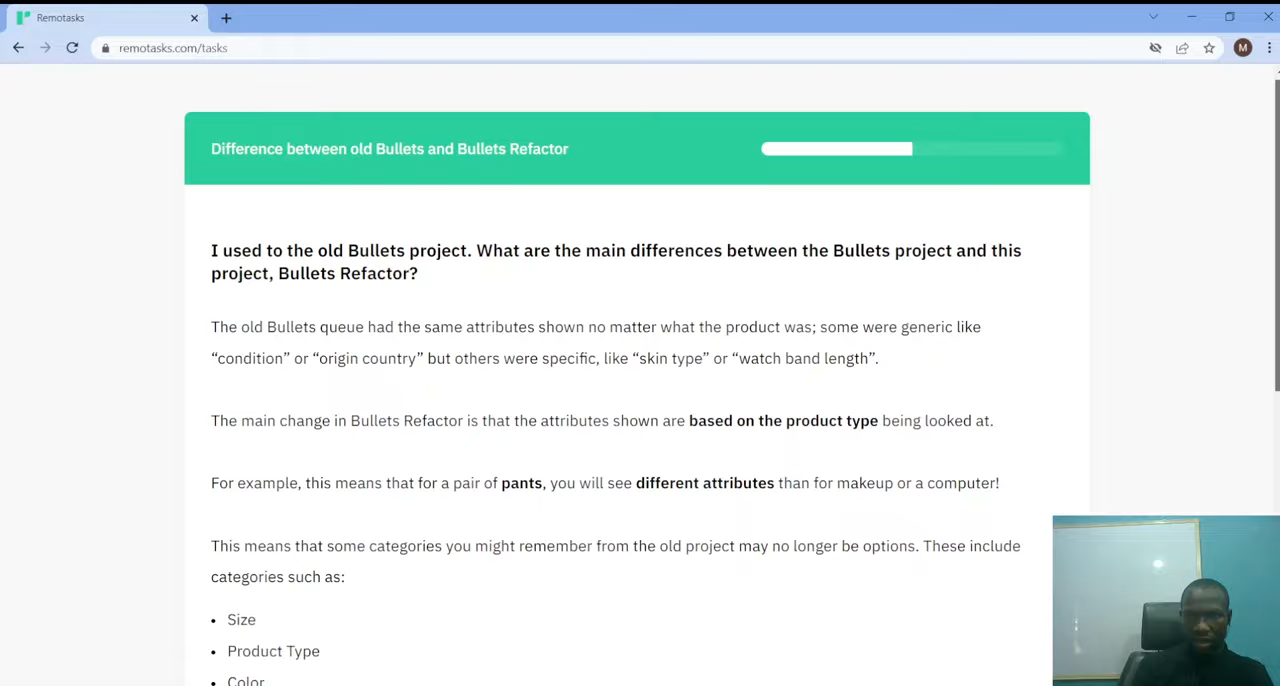 Remotasks
remotasks.com/tasks
M
Difference between old Bullets and Bullets Refactor
I used to the old Bullets project. What are the main differences between the Bullets project and this
project, Bullets Refactor?
The old Bullets queue had the same attributes shown no matter what the product was; some were generic like
“condition” or “origin country” but others were specific, like “skin type” or “watch band length”.
The main change in Bullets Refactor is that the attributes shown are based on the product type being looked at.
For example, this means that for a pair of pants, you will see different attributes than for makeup or a computer!
This means that some categories you might remember from the old project may no longer be options. These include
categories such as:
• Size
• Product Type
Color